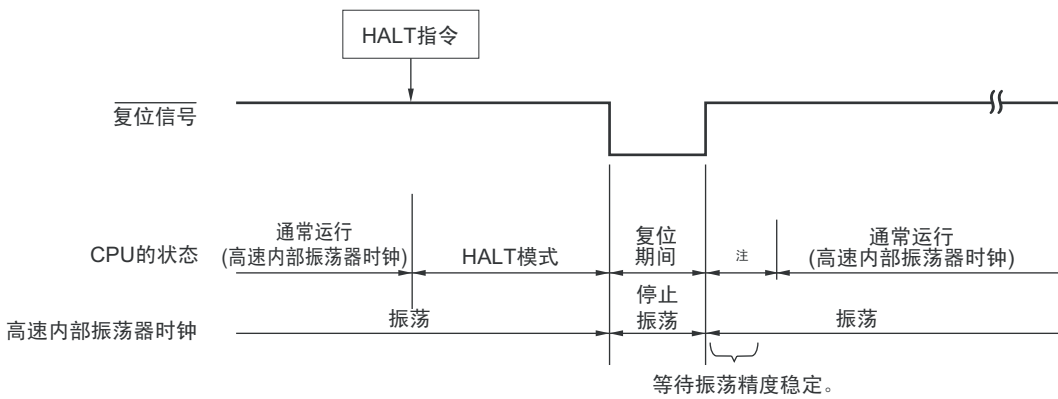 HALT指令
复位信号
CPU的状态
通常运行
(高速内部振荡器时钟)
HALT模式
复位
期间
注
通常运行
(高速内部振荡器时钟)
高速内部振荡器时钟
振荡
停止
振荡
振荡
等待振荡精度稳定。